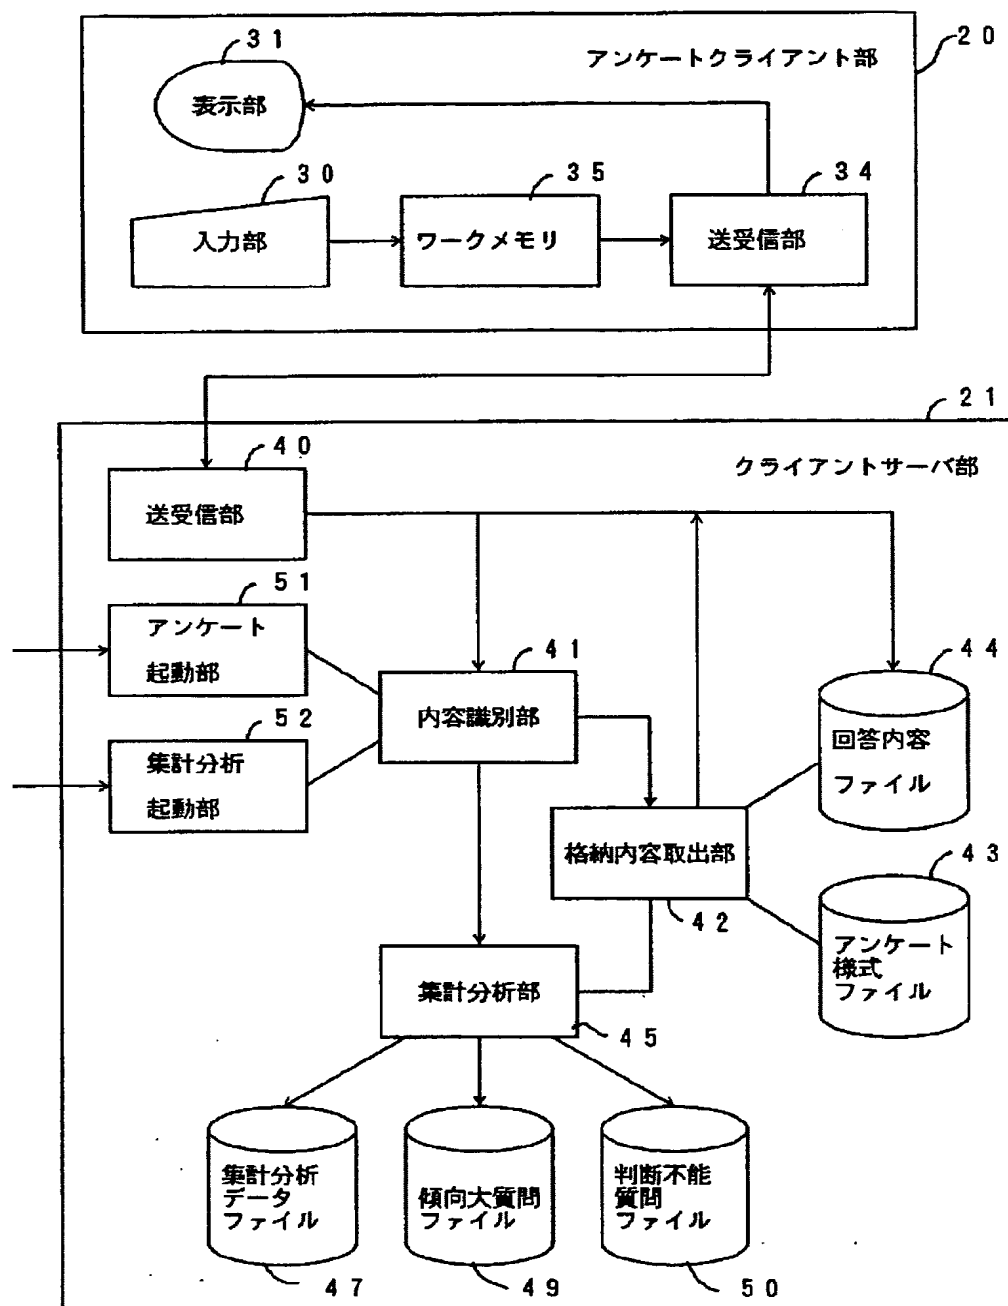 ２０
アンケートクライアント部
３１
表示部
３０
入力部
３５
ワークメモリ
３４
送受信部
２１
クライアントサーバ部
４０
送受信部
５１
アンケート
起動部
５２
集計分析
起動部
４１
内容識別部
４４
回答内容
ファイル
格納内容取出部
４２
４３
アンケート
様式
ファイル
集計分析部
４５
集計分析
データ
ファイル
４７
傾向大質問
ファイル
４９
判断不能
質問
ファイル
５０